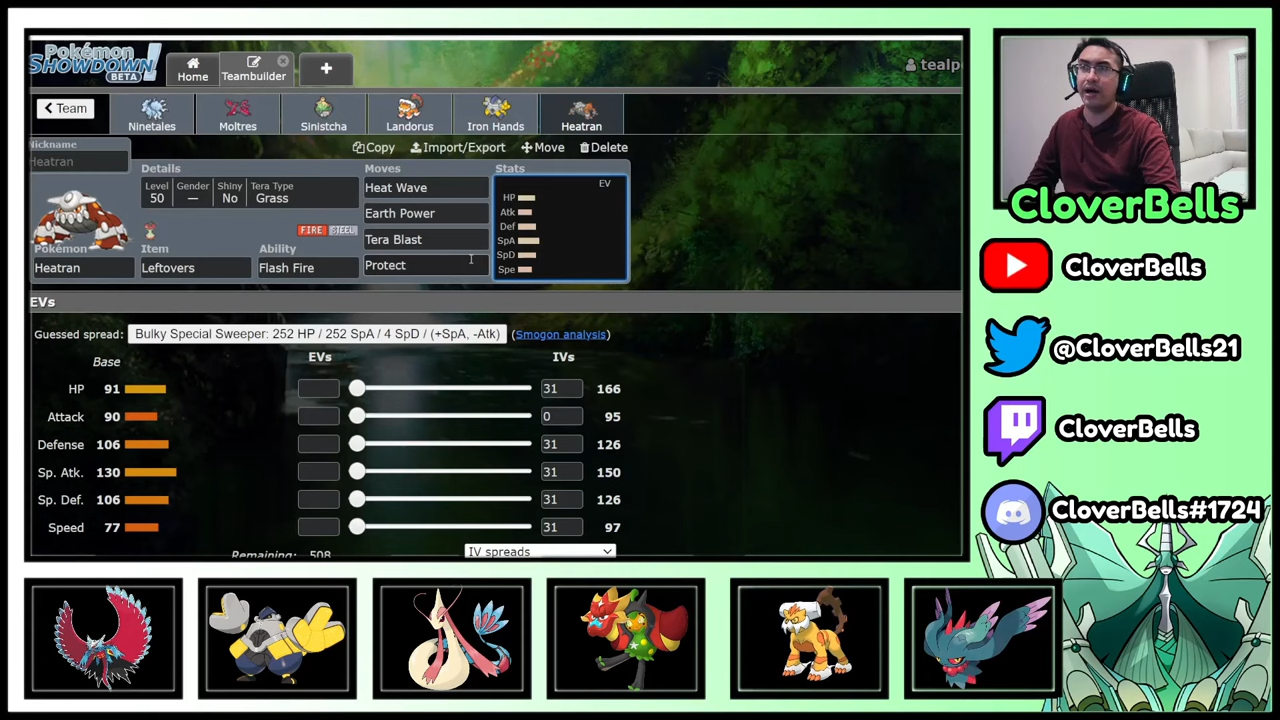 Pokémon
SHOWDOWN!
BETA
Home
Teambuilder
+
tealp
< Team
Ninetales
Moltres
Sinistcha
Landorus
Iron Hands
Heatran
Copy
Import/Export
Move
Delete
Nickname
Heatran
Details
Level
50
Gender
—
Shiny
No
Tera Type
Grass
FIRE STEEL
Pokémon
Heatran
Item
Leftovers
Ability
Flash Fire
Moves
Heat Wave
Earth Power
Tera Blast
Protect
Stats
EV
HP
Atk
Def
SpA
SpD
Spe
EVs
Guessed spread: Bulky Special Sweeper: 252 HP / 252 SpA / 4 SpD / (+SpA, -Atk) (Smogon analysis)
Base EVs IVs
HP 91 31 166
Attack 90 0 95
Defense 106 31 126
Sp. Atk. 130 31 150
Sp. Def. 106 31 126
Speed 77 31 97
Remaining: 508
IV spreads
CloverBells
CloverBells
@CloverBells21
CloverBells
CloverBells#1724